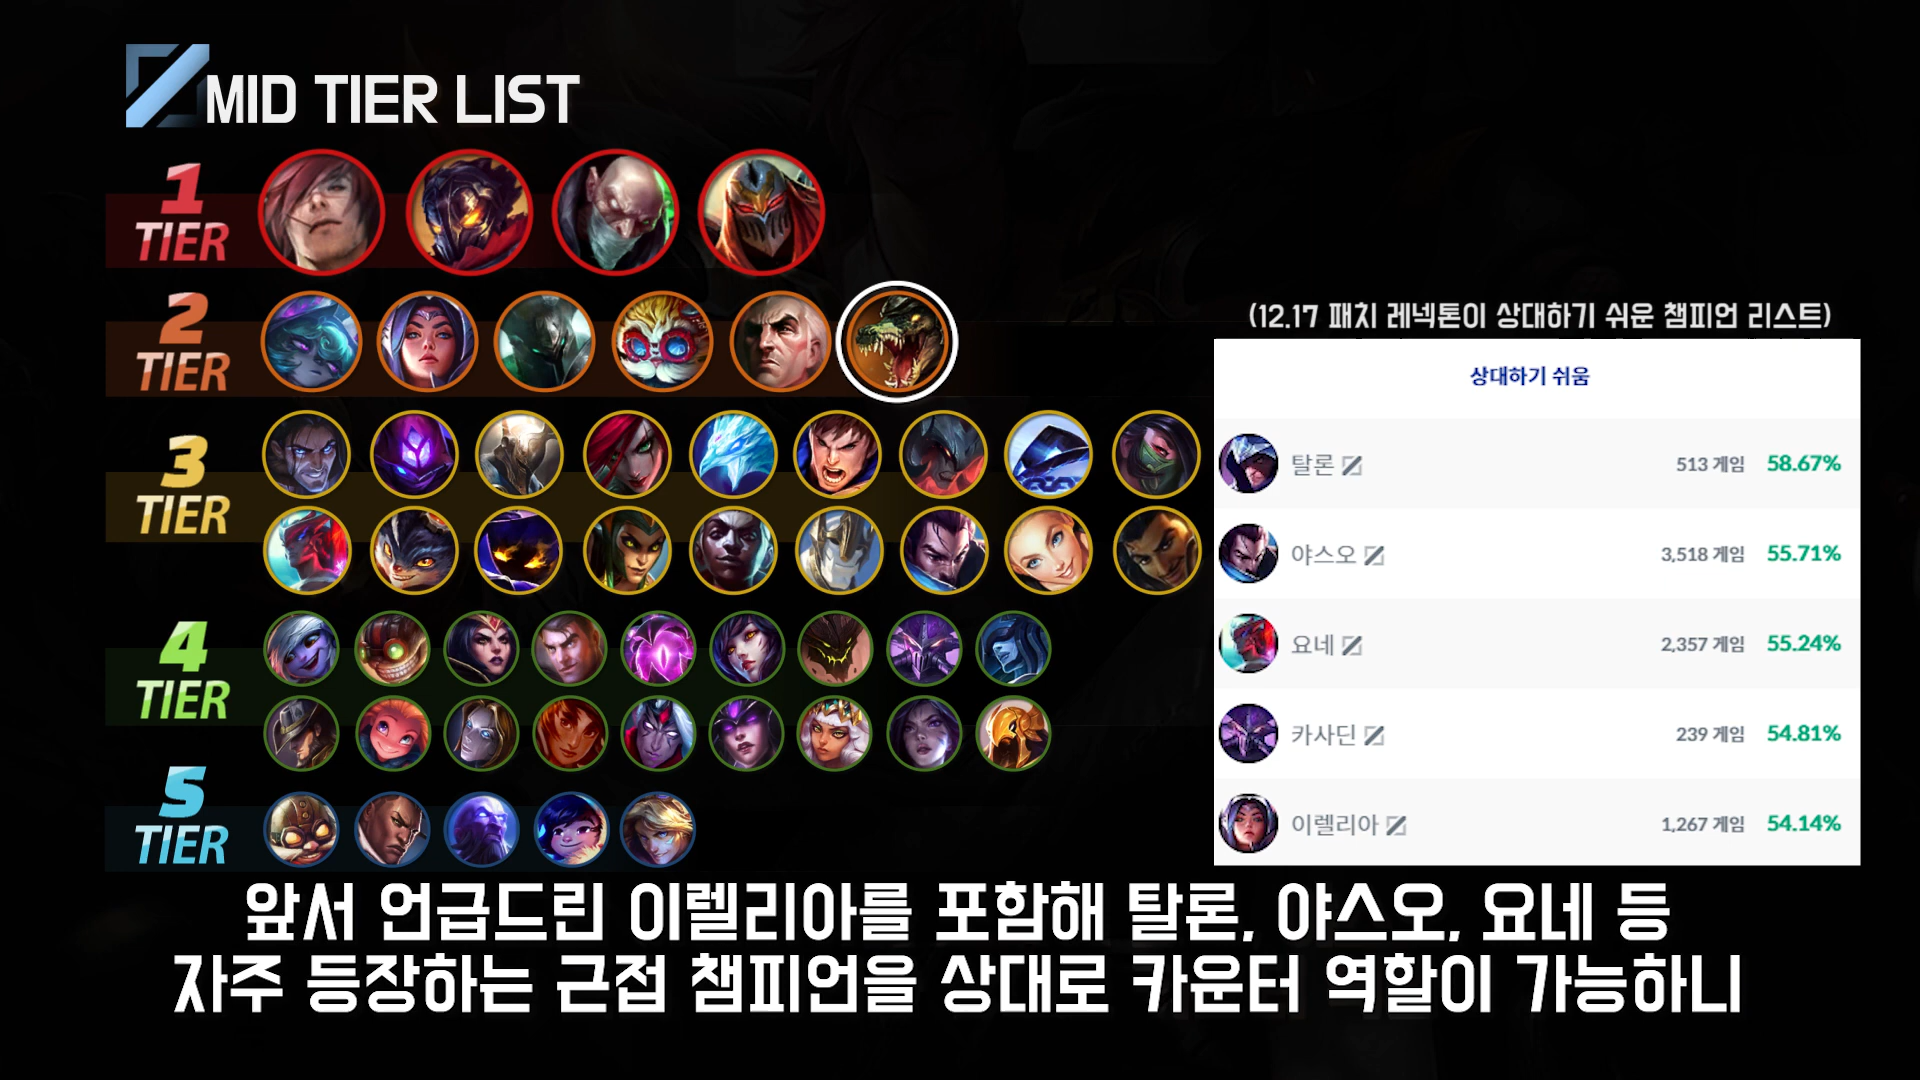 MID TIER LIST
1
TIER
2
TIER
3
TIER
4
TIER
5
TIER
(12.17 패치 레넥톤이 상대하기 쉬운 챔피언 리스트)
상대하기 쉬움
탈론 513 게임 58.67%
야스오 3,518 게임 55.71%
요네 2,357 게임 55.24%
카사딘 239 게임 54.81%
이렐리아 1,267 게임 54.14%
앞서 언급드린 이렐리아를 포함해 탈론, 야스오, 요네 등
자주 등장하는 근접 챔피언을 상대로 카운터 역할이 가능하니